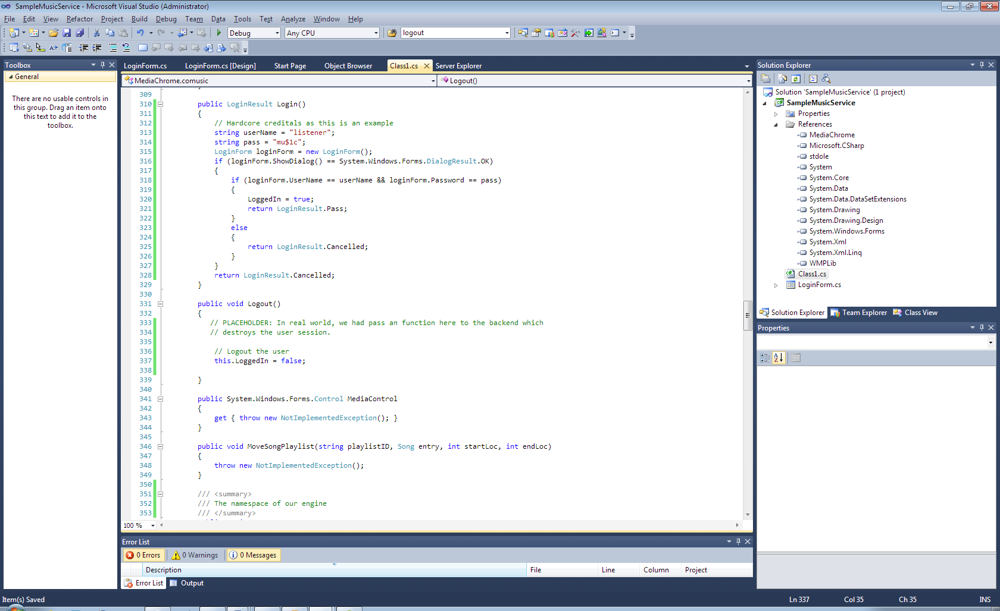 SampleMusicService - Microsoft Visual Studio (Administrator)
File Edit View Refactor Project Build Debug Team Data Tools Test Analyze Window Help
Debug Any CPU logout
Toolbox
General
There are no usable controls in
this group. Drag an item onto
this text to add it to the
toolbox.
LoginForm.cs LoginForm.cs [Design] Start Page Object Browser Class1.cs Server Explorer
MediaChrome.comusic Logout()
309
310 public LoginResult Login()
311 {
312 // Hardcore creditals as this is an example
313 string userName = "listener";
314 string pass = "mu$1c";
315 LoginForm loginForm = new LoginForm();
316 if (loginForm.ShowDialog() == System.Windows.Forms.DialogResult.OK)
317 {
318 if (loginForm.UserName == userName && loginForm.Password == pass)
319 {
320 LoggedIn = true;
321 return LoginResult.Pass;
322 }
323 else
324 {
325 return LoginResult.Cancelled;
326 }
327 }
328 return LoginResult.Cancelled;
329 }
330
331 public void Logout()
332 {
333 // PLACEHOLDER: In real world, we had pass an function here to the backend which
334 // destroys the user session.
335
336 // Logout the user
337 this.LoggedIn = false;
338
339 }
340
341 public System.Windows.Forms.Control MediaControl
342 {
343 get { throw new NotImplementedException(); }
344 }
345
346 public void MoveSongPlaylist(string playlistID, Song entry, int startLoc, int endLoc)
347 {
348 throw new NotImplementedException();
349 }
350
351 /// <summary>
352 /// The namespace of our engine
353 /// </summary>
100 %
Error List
0 Errors 0 Warnings 0 Messages
Description File Line Column Project
Error List Output
Solution Explorer
Solution 'SampleMusicService' (1 project)
SampleMusicService
Properties
References
MediaChrome
Microsoft.CSharp
stdole
System
System.Core
System.Data
System.Data.DataSetExtensions
System.Drawing
System.Drawing.Design
System.Windows.Forms
System.Xml
System.Xml.Linq
WMPLib
Class1.cs
LoginForm.cs
Solution Explorer Team Explorer Class View
Properties
Item(s) Saved Ln 337 Col 35 Ch 35 INS